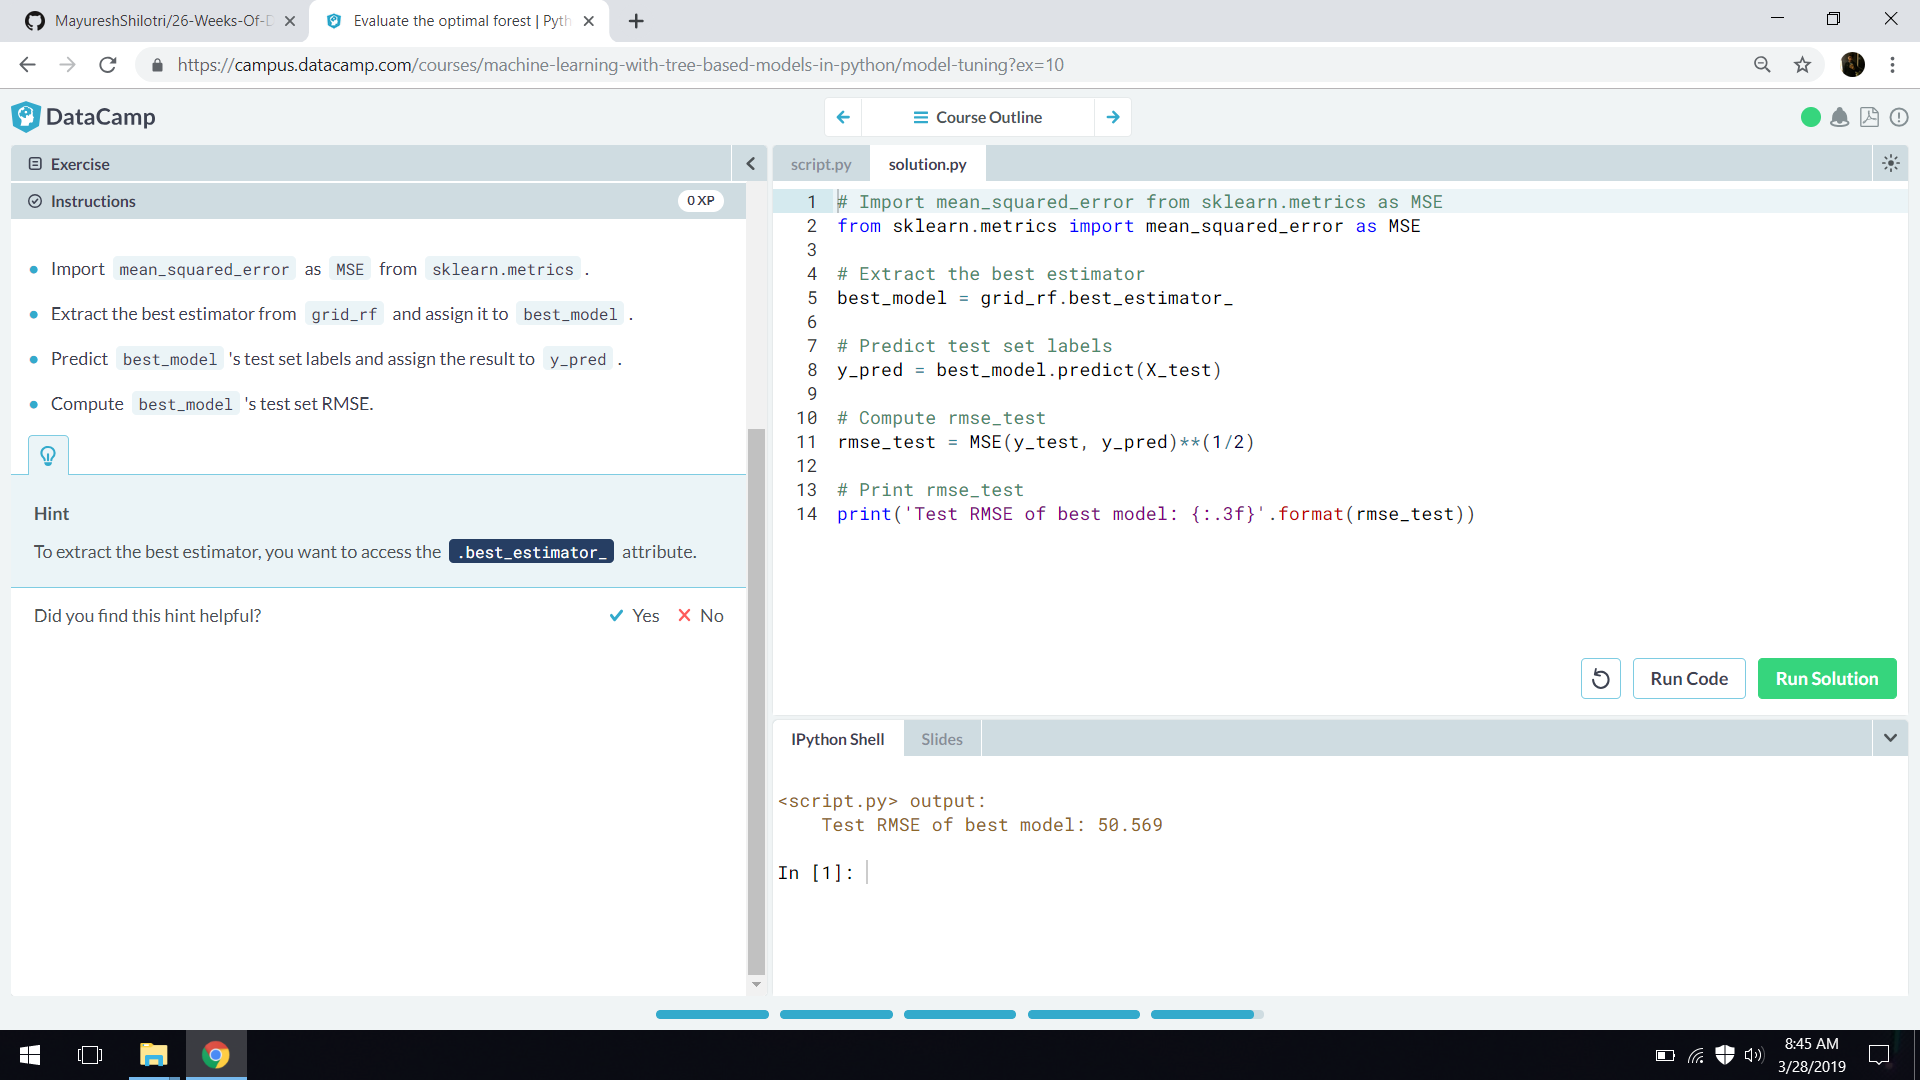 MayureshShilotri/26-Weeks-Of-D
Evaluate the optimal forest | Pyth
https://campus.datacamp.com/courses/machine-learning-with-tree-based-models-in-python/model-tuning?ex=10
DataCamp
Course Outline
Exercise
Instructions
0 XP
Import mean_squared_error as MSE from sklearn.metrics .
Extract the best estimator from grid_rf and assign it to best_model .
Predict best_model 's test set labels and assign the result to y_pred .
Compute best_model 's test set RMSE.
Hint
To extract the best estimator, you want to access the .best_estimator_ attribute.
Did you find this hint helpful?
Yes
No
script.py
solution.py
1 # Import mean_squared_error from sklearn.metrics as MSE
2 from sklearn.metrics import mean_squared_error as MSE
3
4 # Extract the best estimator
5 best_model = grid_rf.best_estimator_
6
7 # Predict test set labels
8 y_pred = best_model.predict(X_test)
9
10 # Compute rmse_test
11 rmse_test = MSE(y_test, y_pred)**(1/2)
12
13 # Print rmse_test
14 print('Test RMSE of best model: {:.3f}'.format(rmse_test))
Run Code
Run Solution
IPython Shell
Slides
<script.py> output:
Test RMSE of best model: 50.569
In [1]:
8:45 AM
3/28/2019